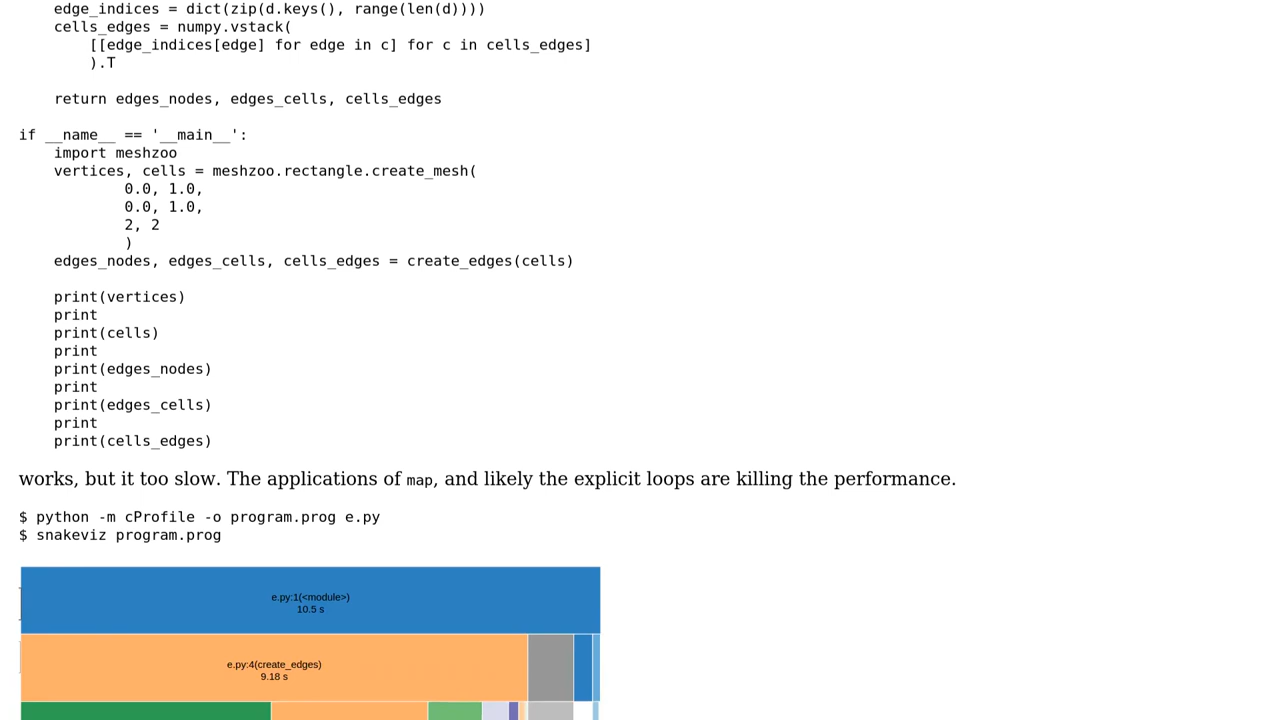 edge_indices = dict(zip(d.keys(), range(len(d))))
    cells_edges = numpy.vstack(
        [[edge_indices[edge] for edge in c] for c in cells_edges]
        ).T
    return edges_nodes, edges_cells, cells_edges
if __name__ == '__main__':
    import meshzoo
    vertices, cells = meshzoo.rectangle.create_mesh(
            0.0, 1.0,
            0.0, 1.0,
            2, 2
            )
    edges_nodes, edges_cells, cells_edges = create_edges(cells)
    print(vertices)
    print
    print(cells)
    print
    print(edges_nodes)
    print
    print(edges_cells)
    print
    print(cells_edges)
works, but it too slow. The applications of map, and likely the explicit loops are killing the performance.
$ python -m cProfile -o program.prog e.py
$ snakeviz program.prog
e.py:1(<module>)
10.5 s
e.py:4(create_edges)
9.18 s